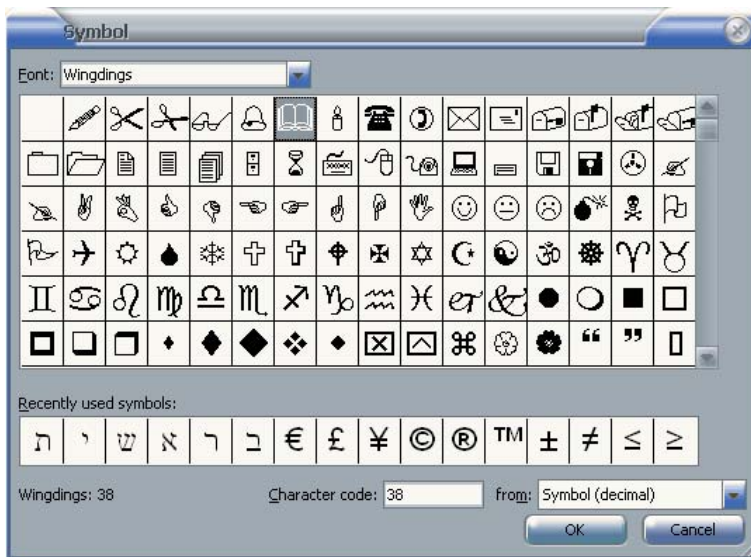 Symbol
Font: Wingdings
Recently used symbols:
ת י ש א ר ב € £ ¥ © ® ™ ± ≠ ≤ ≥
Wingdings: 38 Character code: 38 from: Symbol (decimal)
OK Cancel